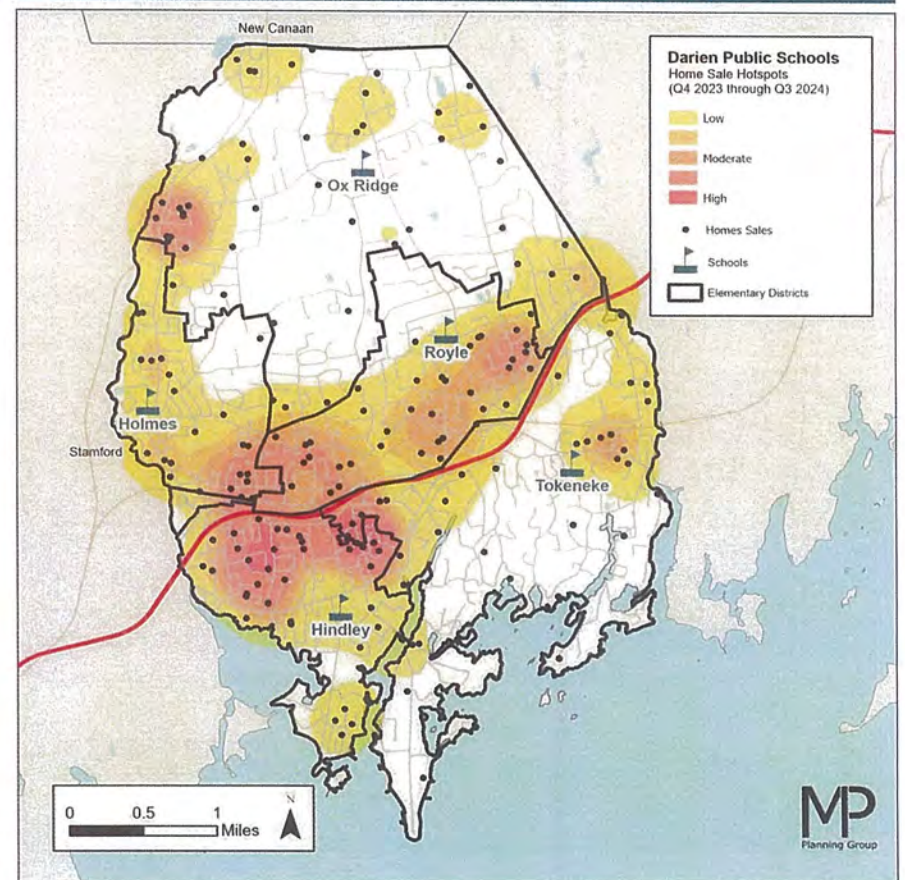 New Canaan
Darien Public Schools
Home Sale Hotspots
(Q4 2023 through Q3 2024)
Low
Moderate
High
Homes Sales
Schools
Elementary Districts
Ox Ridge
Royle
Holmes
Stamford
Tokeneke
Hindley
0 0.5 1
Miles
N
MP
Planning Group